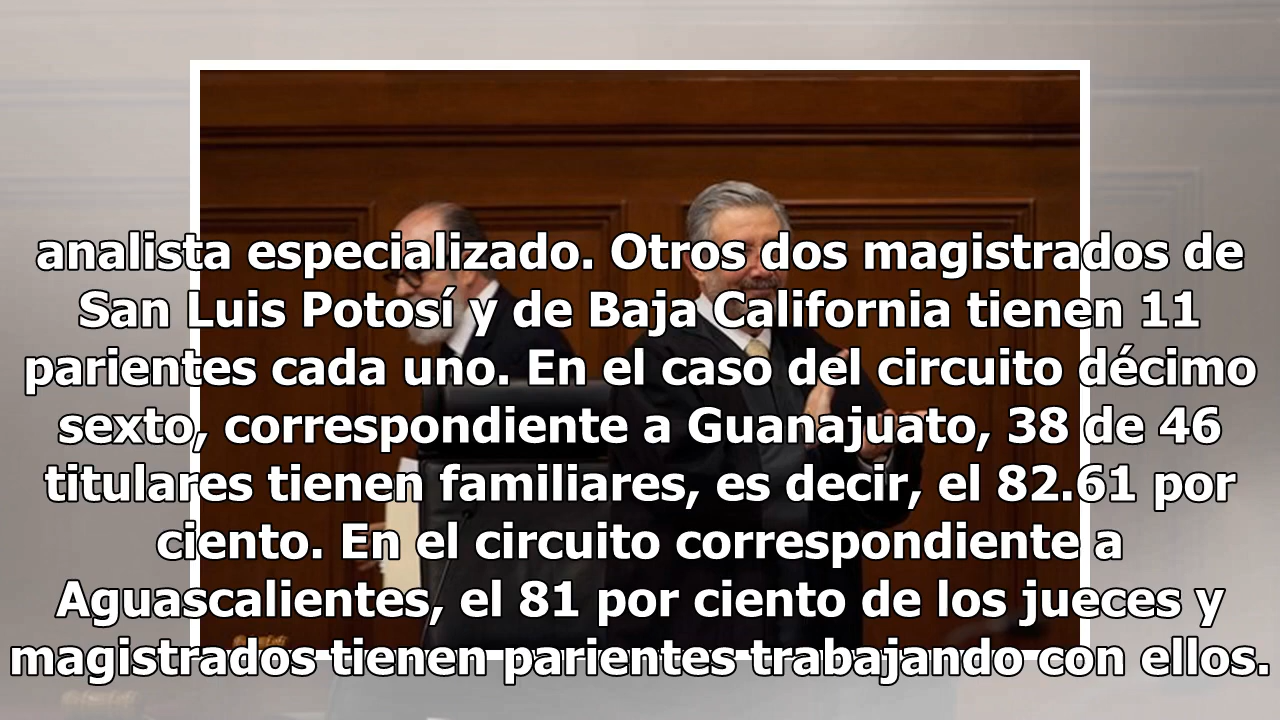 analista especializado. Otros dos magistrados de
San Luis Potosí y de Baja California tienen 11
parientes cada uno. En el caso del circuito décimo
sexto, correspondiente a Guanajuato, 38 de 46
titulares tienen familiares, es decir, el 82.61 por
ciento. En el circuito correspondiente a
Aguascalientes, el 81 por ciento de los jueces y
magistrados tienen parientes trabajando con ellos.